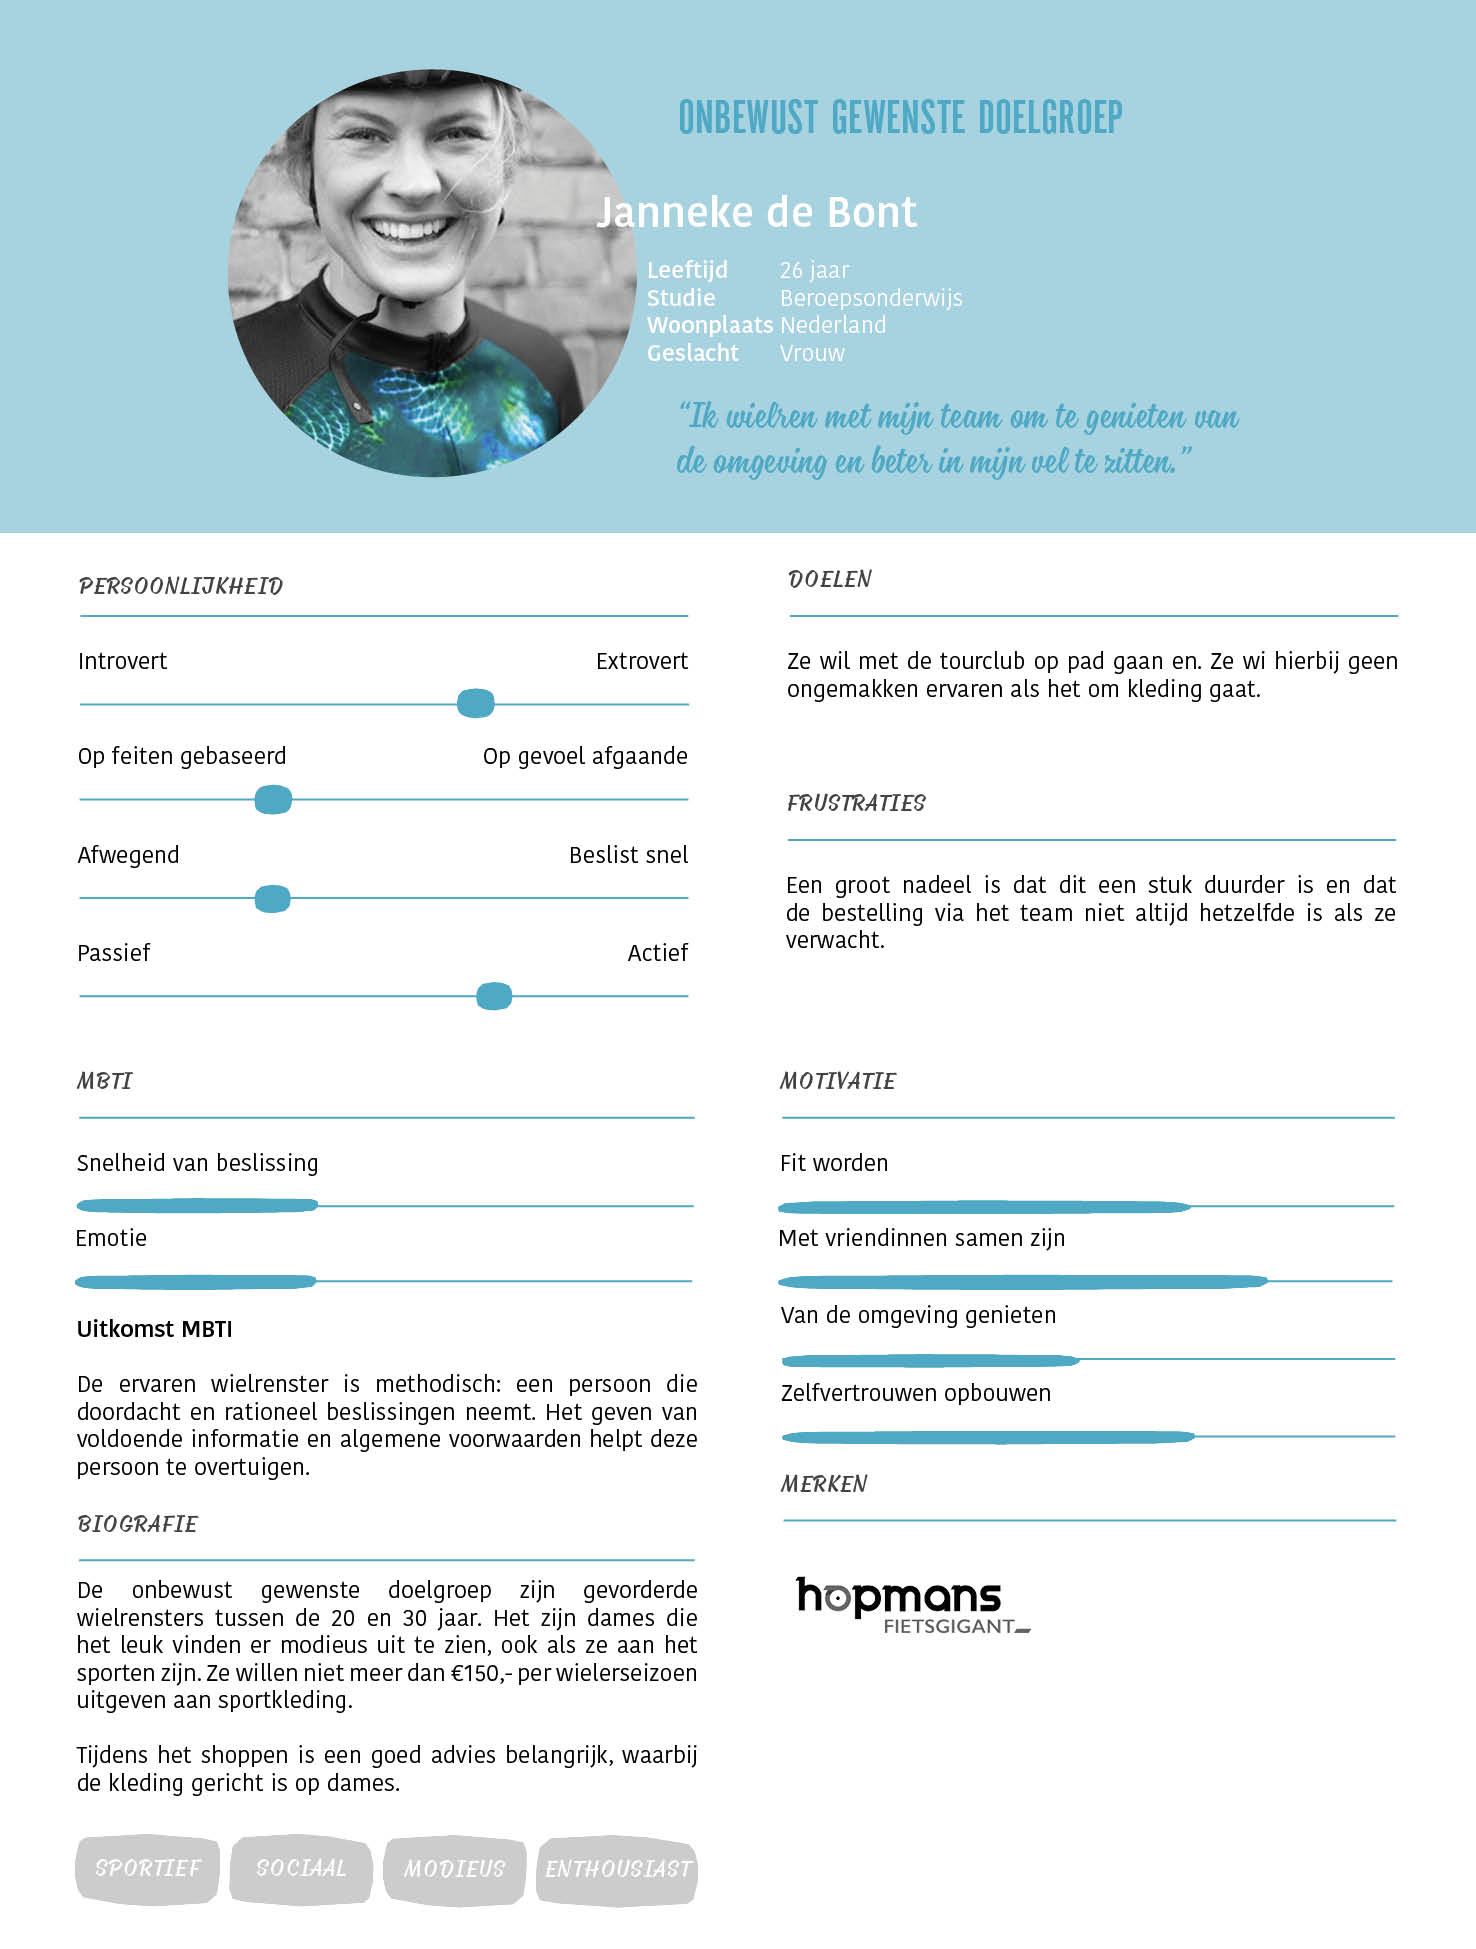 ONBEWUST GEWENSTE DOELGROEP
Janneke de Bont
Leeftijd 26 jaar
Studie Beroepsonderwijs
Woonplaats Nederland
Geslacht Vrouw
“Ik wielren met mijn team om te genieten van
de omgeving en beter in mijn vel te zitten.”
PERSOONLIJKHEID
Introvert Extrovert
Op feiten gebaseerd Op gevoel afgaande
Afwegend Beslist snel
Passief Actief
DOELEN
Ze wil met de tourclub op pad gaan en. Ze wi hierbij geen
ongemakken ervaren als het om kleding gaat.
FRUSTRATIES
Een groot nadeel is dat dit een stuk duurder is en dat
de bestelling via het team niet altijd hetzelfde is als ze
verwacht.
MBTI
Snelheid van beslissing
Emotie
Uitkomst MBTI
De ervaren wielrenster is methodisch: een persoon die
doordacht en rationeel beslissingen neemt. Het geven van
voldoende informatie en algemene voorwaarden helpt deze
persoon te overtuigen.
MOTIVATIE
Fit worden
Met vriendinnen samen zijn
Van de omgeving genieten
Zelfvertrouwen opbouwen
BIOGRAFIE
De onbewust gewenste doelgroep zijn gevorderde
wielrensters tussen de 20 en 30 jaar. Het zijn dames die
het leuk vinden er modieus uit te zien, ook als ze aan het
sporten zijn. Ze willen niet meer dan €150,- per wielerseizoen
uitgeven aan sportkleding.
Tijdens het shoppen is een goed advies belangrijk, waarbij
de kleding gericht is op dames.
SPORTIEF SOCIAAL MODIEUS ENTHOUSIAST
MERKEN
hopmans
FIETSGIGANT